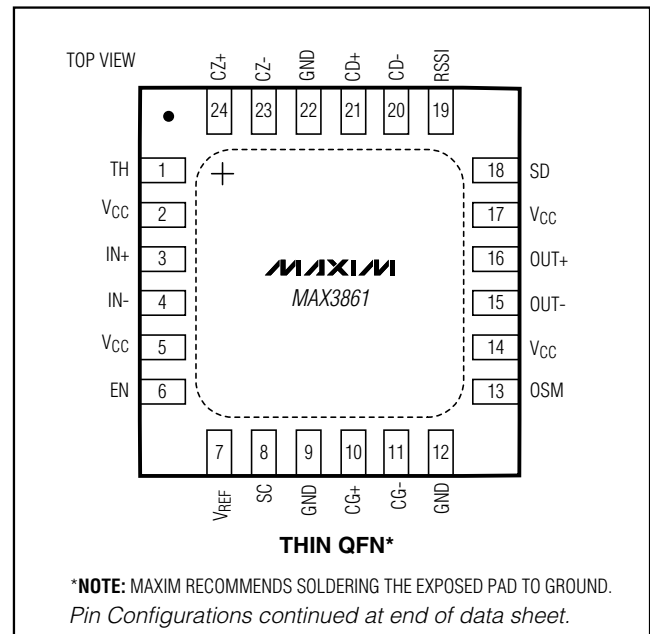 TOP VIEW
CZ+ CZ- GND CD+ CD- RSSI
24 23 22 21 20 19
TH 1 18 SD
VCC 2 17 VCC
IN+ 3 16 OUT+
IN- 4 15 OUT-
VCC 5 14 VCC
EN 6 13 OSM
MAXIM
MAX3861
7 8 9 10 11 12
VREF SC GND CG+ CG- GND
THIN QFN*
*NOTE: MAXIM RECOMMENDS SOLDERING THE EXPOSED PAD TO GROUND.
Pin Configurations continued at end of data sheet.